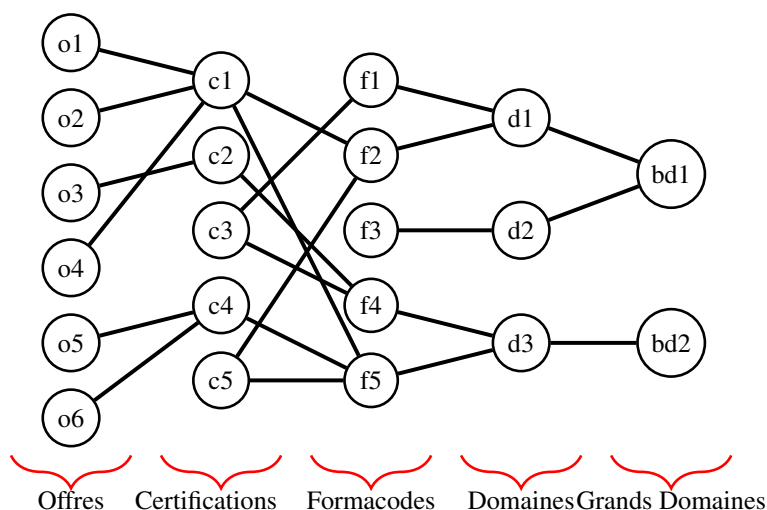 o1
o2
o3
o4
o5
o6
c1
c2
c3
c4
c5
f1
f2
f3
f4
f5
d1
d2
d3
bd1
bd2
Offres Certifications Formacodes Domaines Grands Domaines